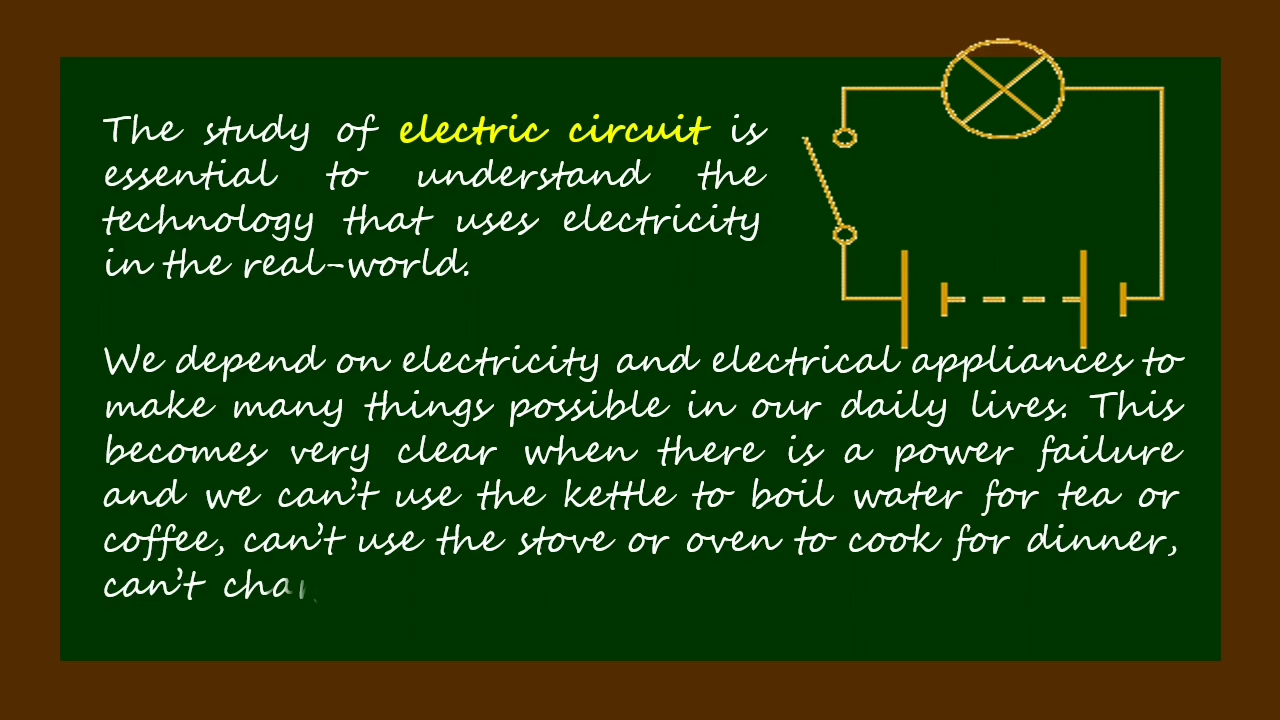 The study of electric circuit is
essential to understand the
technology that uses electricity
in the real-world.
We depend on electricity and electrical appliances to
make many things possible in our daily lives. This
becomes very clear when there is a power failure
and we can't use the kettle to boil water for tea or
coffee, can't use the stove or oven to cook for dinner,
can't